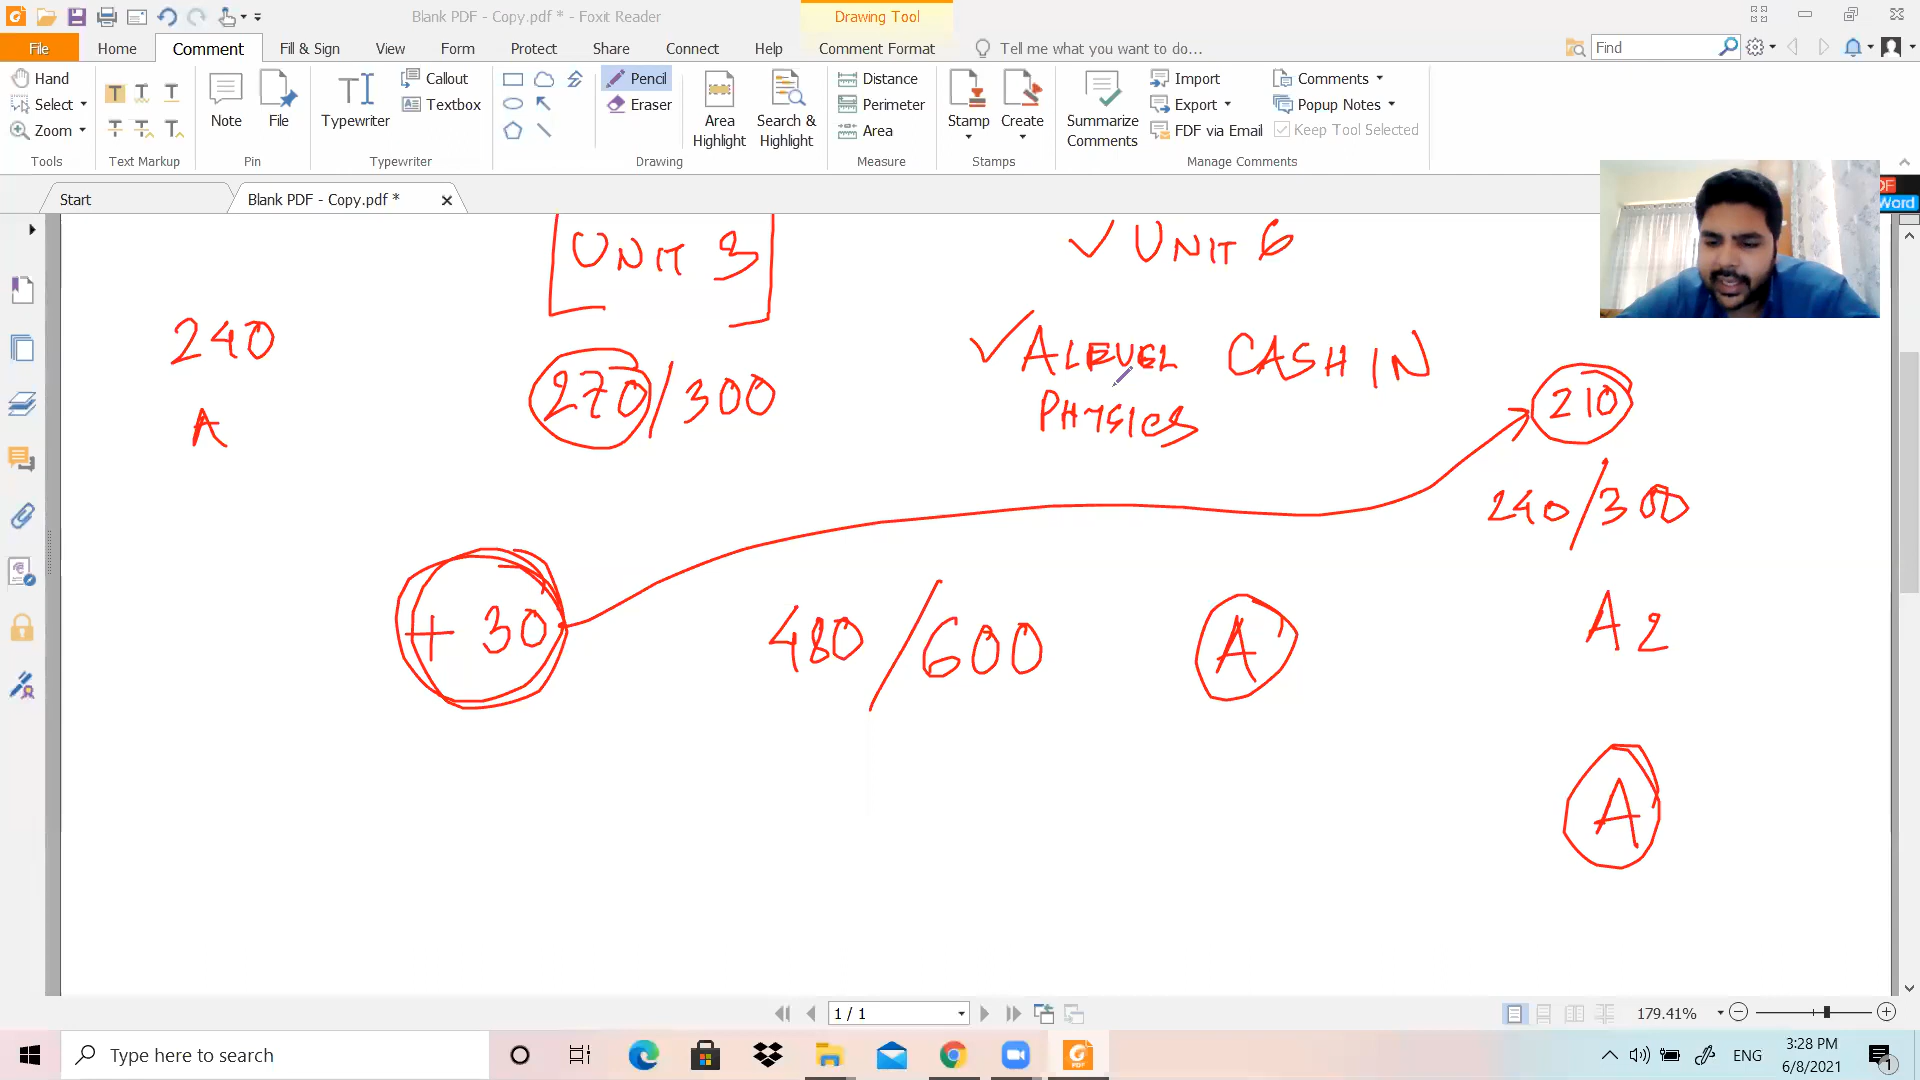 Blank PDF - Copy.pdf * - Foxit Reader
Drawing Tool
File Home Comment Fill & Sign View Form Protect Share Connect Help Comment Format Tell me what you want to do... Find
Hand
Select
Zoom
Tools
Text Markup
Note
File
Pin
Typewriter
Typewriter
Callout
Textbox
Pencil
Eraser
Area Highlight
Search & Highlight
Drawing
Distance
Perimeter
Area
Measure
Stamp
Create
Stamps
Summarize Comments
Import
Export
FDF via Email
Comments
Popup Notes
Keep Tool Selected
Manage Comments
Start
Blank PDF - Copy.pdf *
Word
UNIT 3
✓ UNIT 6
240
A
270/300
✓ A LEVEL CASH IN
PHYSICS
210
240/300
+ 30
480/600
A
A2
A
1 / 1
179.41%
Type here to search
ENG
3:28 PM
6/8/2021
1